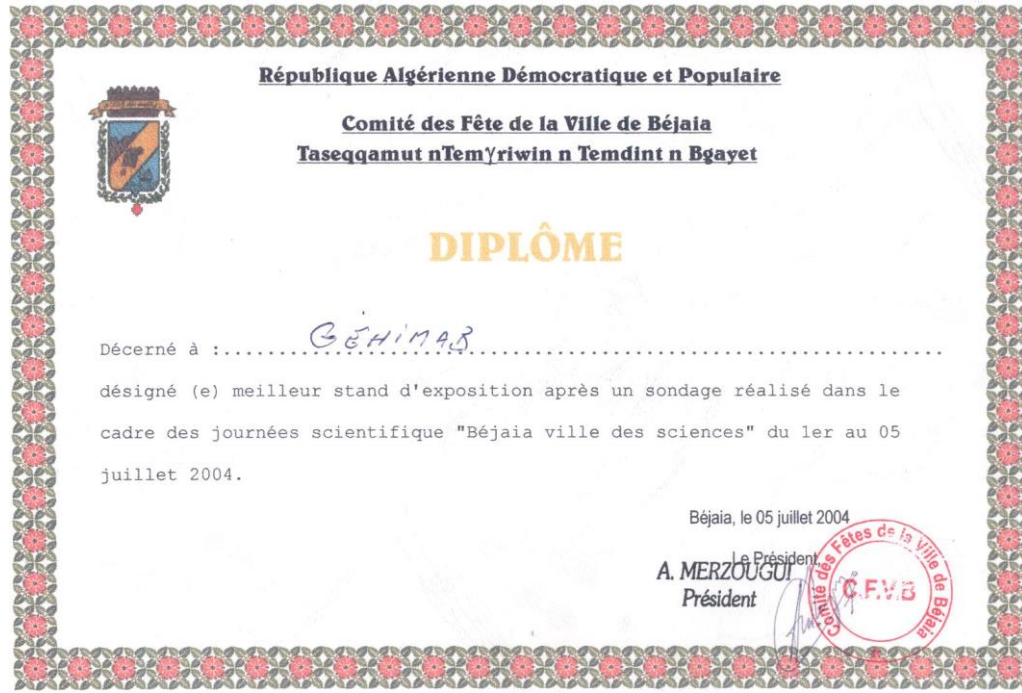 République Algérienne Démocratique et Populaire
Comité des Fête de la Ville de Béjaia
Taseqqamut nTemγriwin n Temdint n Bgayet
DIPLÔME
Décerné à :......GÉHIMAB..............................
désigné (e) meilleur stand d'exposition après un sondage réalisé dans le
cadre des journées scientifique "Béjaia ville des sciences" du 1er au 05
juillet 2004.
Béjaia, le 05 juillet 2004
Le Président
A. MERZOUGUI
Président
Comité des Fêtes de la Ville de Béjaia
C.F.V.B